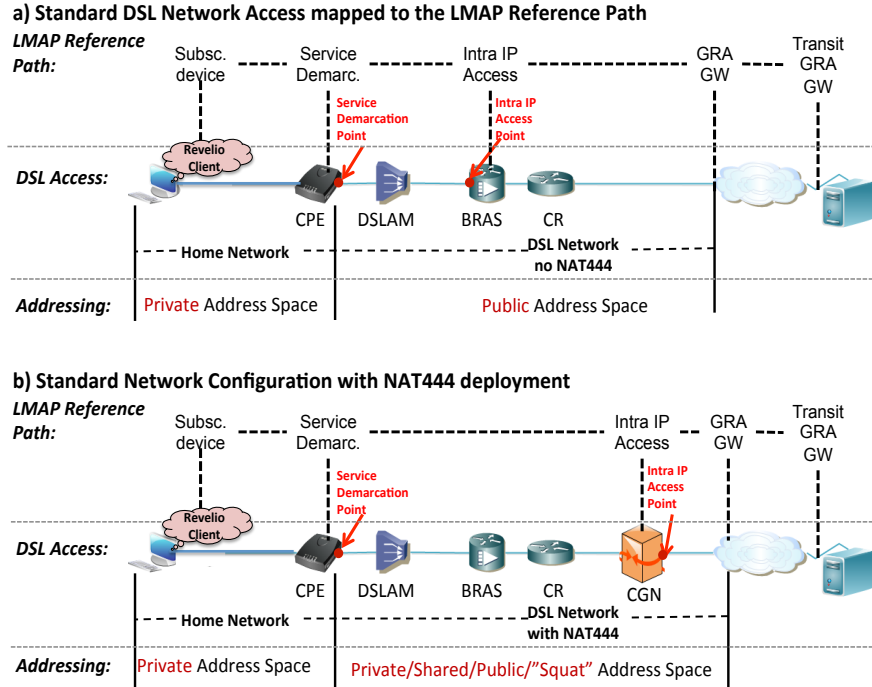 a) Standard DSL Network Access mapped to the LMAP Reference Path
LMAP Reference
Path:
Subsc.
device
Service
Demarc.
Intra IP
Access
GRA
GW
Transit
GRA
GW
Service
Demarcation
Point
Intra IP
Access
Point
Revelio
Client
DSL Access:
CPE
DSLAM
BRAS
CR
Home Network
DSL Network
no NAT444
Addressing:
Private Address Space
Public Address Space
b) Standard Network Configuration with NAT444 deployment
LMAP Reference
Path:
Subsc.
device
Service
Demarc.
Intra IP
Access
GRA
GW
Transit
GRA
GW
Service
Demarcation
Point
Intra IP
Access
Point
Revelio
Client
DSL Access:
CPE
DSLAM
BRAS
CR
CGN
Home Network
DSL Network
with NAT444
Addressing:
Private Address Space
Private/Shared/Public/”Squat” Address Space